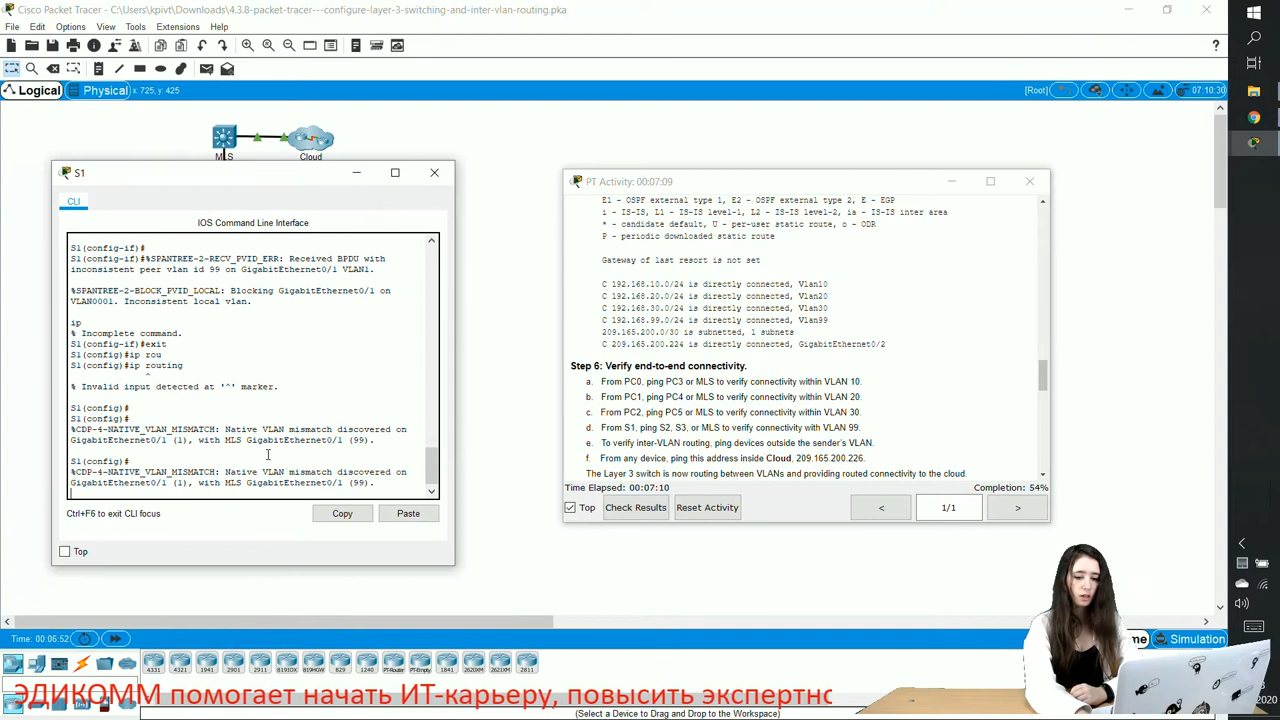 Cisco Packet Tracer - C:\Users\kpivt\Downloads\4.3.8-packet-tracer---configure-layer-3-switching-and-inter-vlan-routing.pka
File Edit Options View Tools Extensions Help
?
Logical Physical x: 725, y: 425 [Root] 07:10:30
MLS Cloud
S1
CLI
IOS Command Line Interface
S1(config-if)#
S1(config-if)#%SPANTREE-2-RECV_PVID_ERR: Received BPDU with
inconsistent peer vlan id 99 on GigabitEthernet0/1 VLAN1.
%SPANTREE-2-BLOCK_PVID_LOCAL: Blocking GigabitEthernet0/1 on
VLAN0001. Inconsistent local vlan.
ip
% Incomplete command.
S1(config-if)#exit
S1(config)#ip rou
S1(config)#ip routing
^
% Invalid input detected at '^' marker.
S1(config)#
S1(config)#
%CDP-4-NATIVE_VLAN_MISMATCH: Native VLAN mismatch discovered on
GigabitEthernet0/1 (1), with MLS GigabitEthernet0/1 (99).
S1(config)#
%CDP-4-NATIVE_VLAN_MISMATCH: Native VLAN mismatch discovered on
GigabitEthernet0/1 (1), with MLS GigabitEthernet0/1 (99).
Ctrl+F6 to exit CLI focus Copy Paste
Top
PT Activity: 00:07:09
E1 - OSPF external type 1, E2 - OSPF external type 2, E - EGP
i - IS-IS, L1 - IS-IS level-1, L2 - IS-IS level-2, ia - IS-IS inter area
* - candidate default, U - per-user static route, o - ODR
P - periodic downloaded static route
Gateway of last resort is not set
C 192.168.10.0/24 is directly connected, Vlan10
C 192.168.20.0/24 is directly connected, Vlan20
C 192.168.30.0/24 is directly connected, Vlan30
C 192.168.99.0/24 is directly connected, Vlan99
209.165.200.0/30 is subnetted, 1 subnets
C 209.165.200.224 is directly connected, GigabitEthernet0/2
Step 6: Verify end-to-end connectivity.
a. From PC0, ping PC3 or MLS to verify connectivity within VLAN 10.
b. From PC1, ping PC4 or MLS to verify connectivity within VLAN 20.
c. From PC2, ping PC5 or MLS to verify connectivity within VLAN 30.
d. From S1, ping S2, S3, or MLS to verify connectivity with VLAN 99.
e. To verify inter-VLAN routing, ping devices outside the sender's VLAN.
f. From any device, ping this address inside Cloud, 209.165.200.226.
The Layer 3 switch is now routing between VLANs and providing routed connectivity to the cloud.
Time Elapsed: 00:07:10 Completion: 54%
Top Check Results Reset Activity < 1/1 >
Time: 00:06:52 me Simulation
4331 4321 1941 2901 2911 819IOX 819HGW 829 1240 PT-Router PT-Empty 1841 2620XM 2621XM 2811
ЭДИКОММ помогает начать ИТ-карьеру, повысить экспертнс
(Select a Device to Drag and Drop to the Workspace)